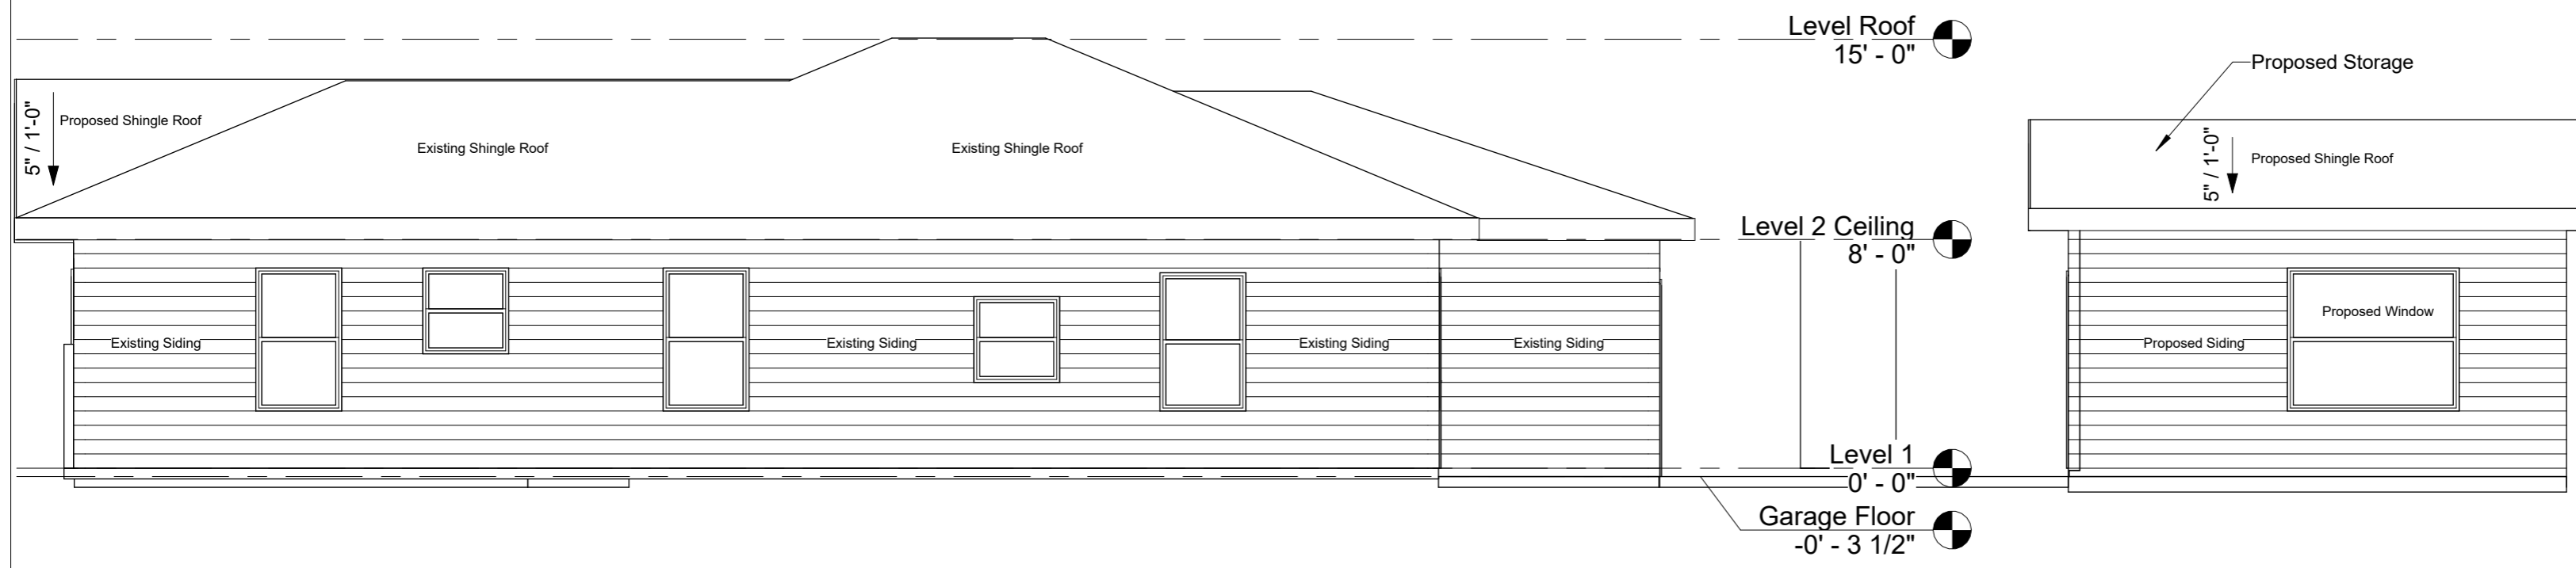 Level Roof
15' - 0"
Proposed Storage
5" / 1'-0"
Proposed Shingle Roof
Existing Shingle Roof
Existing Shingle Roof
5" / 1'-0"
Proposed Shingle Roof
Level 2 Ceiling
8' - 0"
Existing Siding
Existing Siding
Existing Siding
Existing Siding
Proposed Siding
Proposed Window
Level 1
0' - 0"
Garage Floor
-0' - 3 1/2"